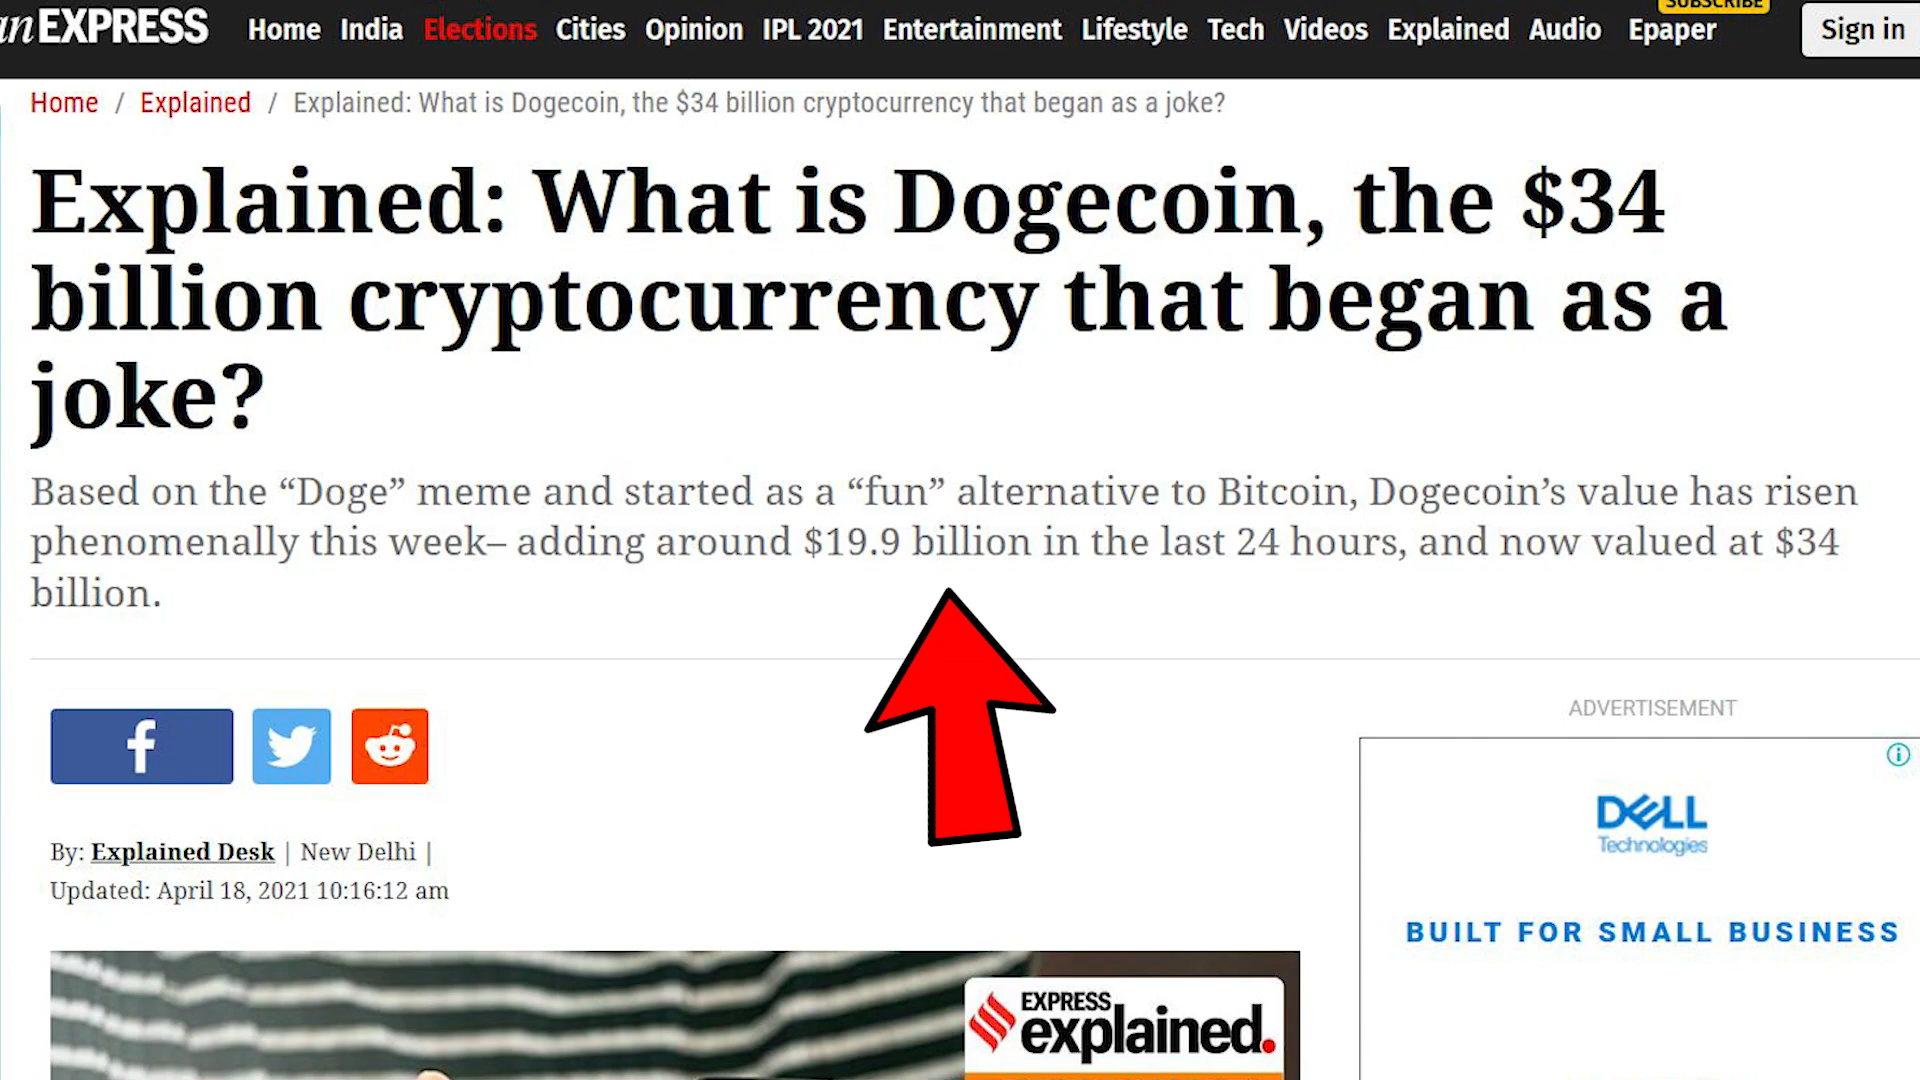 an EXPRESS
Home India Elections Cities Opinion IPL 2021 Entertainment Lifestyle Tech Videos Explained Audio Epaper
SUBSCRIBE
Sign in
Home / Explained / Explained: What is Dogecoin, the $34 billion cryptocurrency that began as a joke?
Explained: What is Dogecoin, the $34
billion cryptocurrency that began as a
joke?
Based on the “Doge” meme and started as a “fun” alternative to Bitcoin, Dogecoin’s value has risen
phenomenally this week– adding around $19.9 billion in the last 24 hours, and now valued at $34
billion.
ADVERTISEMENT
By: Explained Desk | New Delhi |
Updated: April 18, 2021 10:16:12 am
DELL
Technologies
BUILT FOR SMALL BUSINESS
EXPRESS
explained.